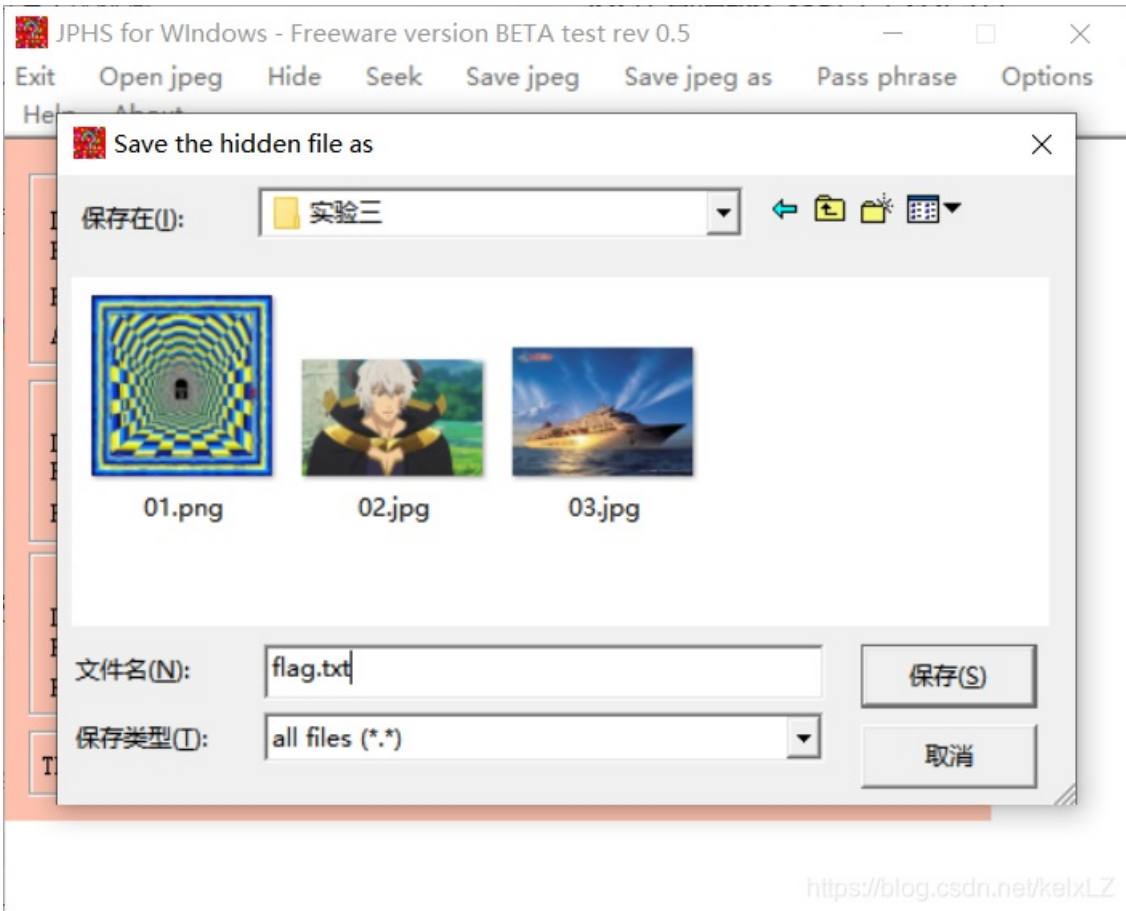 JPHS for WIndows - Freeware version BETA test rev 0.5
Exit Open jpeg Hide Seek Save jpeg Save jpeg as Pass phrase Options
Help About
Save the hidden file as
保存在(I):
实验三
01.png 02.jpg 03.jpg
文件名(N):
flag.txt
保存(S)
保存类型(T):
all files (*.*)
取消
https://blog.csdn.net/kelxLZ